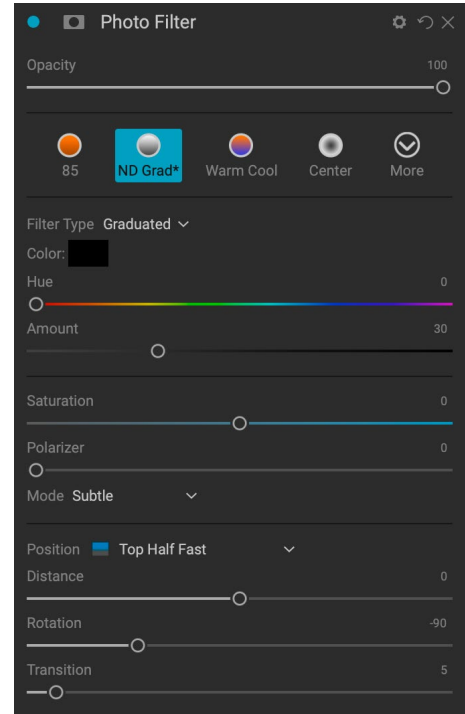 Photo Filter
Opacity 100
85 ND Grad* Warm Cool Center More
Filter Type Graduated
Color:
Hue 0
Amount 30
Saturation 0
Polarizer 0
Mode Subtle
Position Top Half Fast
Distance 0
Rotation -90
Transition 5